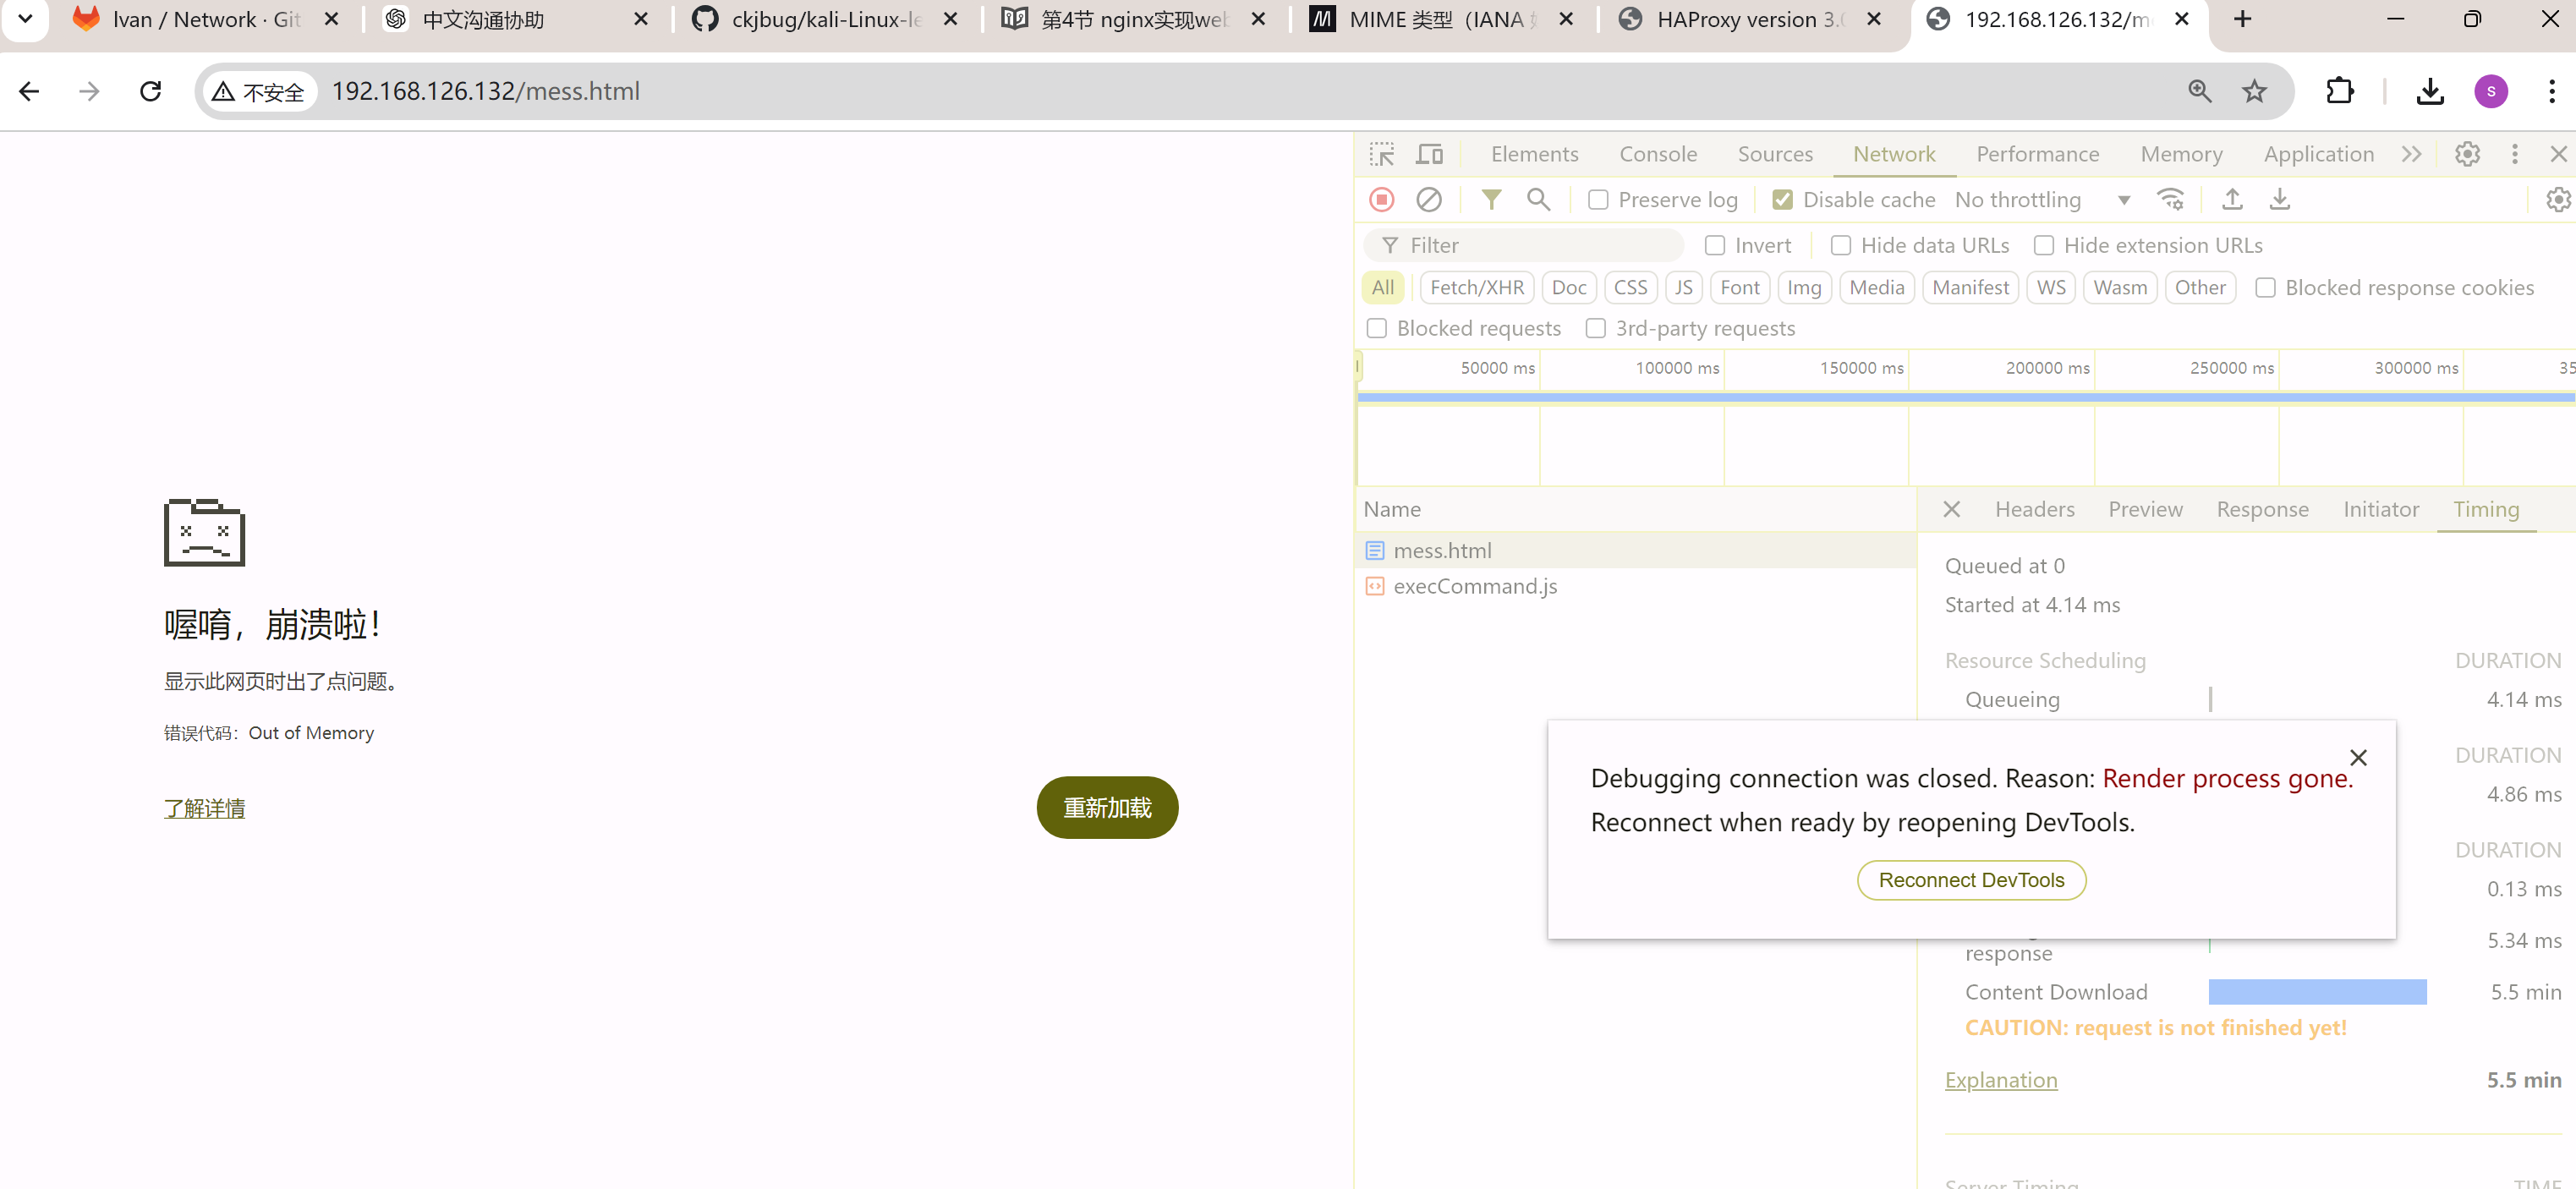 Ivan / Network · Git
中文沟通协助
ckjbug/kali-Linux-le
第4节 nginx实现web
MIME 类型（IANA
HAProxy version 3.
192.168.126.132/m
不安全
192.168.126.132/mess.html
S
Elements Console Sources Network Performance Memory Application
Preserve log Disable cache No throttling
Filter Invert Hide data URLs Hide extension URLs
All Fetch/XHR Doc CSS JS Font Img Media Manifest WS Wasm Other Blocked response cookies
Blocked requests 3rd-party requests
50000 ms 100000 ms 150000 ms 200000 ms 250000 ms 300000 ms 35
Name
mess.html
execCommand.js
Headers Preview Response Initiator Timing
Queued at 0
Started at 4.14 ms
Resource Scheduling DURATION
Queueing 4.14 ms
DURATION
4.86 ms
DURATION
0.13 ms
response 5.34 ms
Content Download 5.5 min
CAUTION: request is not finished yet!
Explanation 5.5 min
Server Timing TIME
Debugging connection was closed. Reason: Render process gone.
Reconnect when ready by reopening DevTools.
Reconnect DevTools
喔唷，崩溃啦！
显示此网页时出了点问题。
错误代码：Out of Memory
了解详情
重新加载